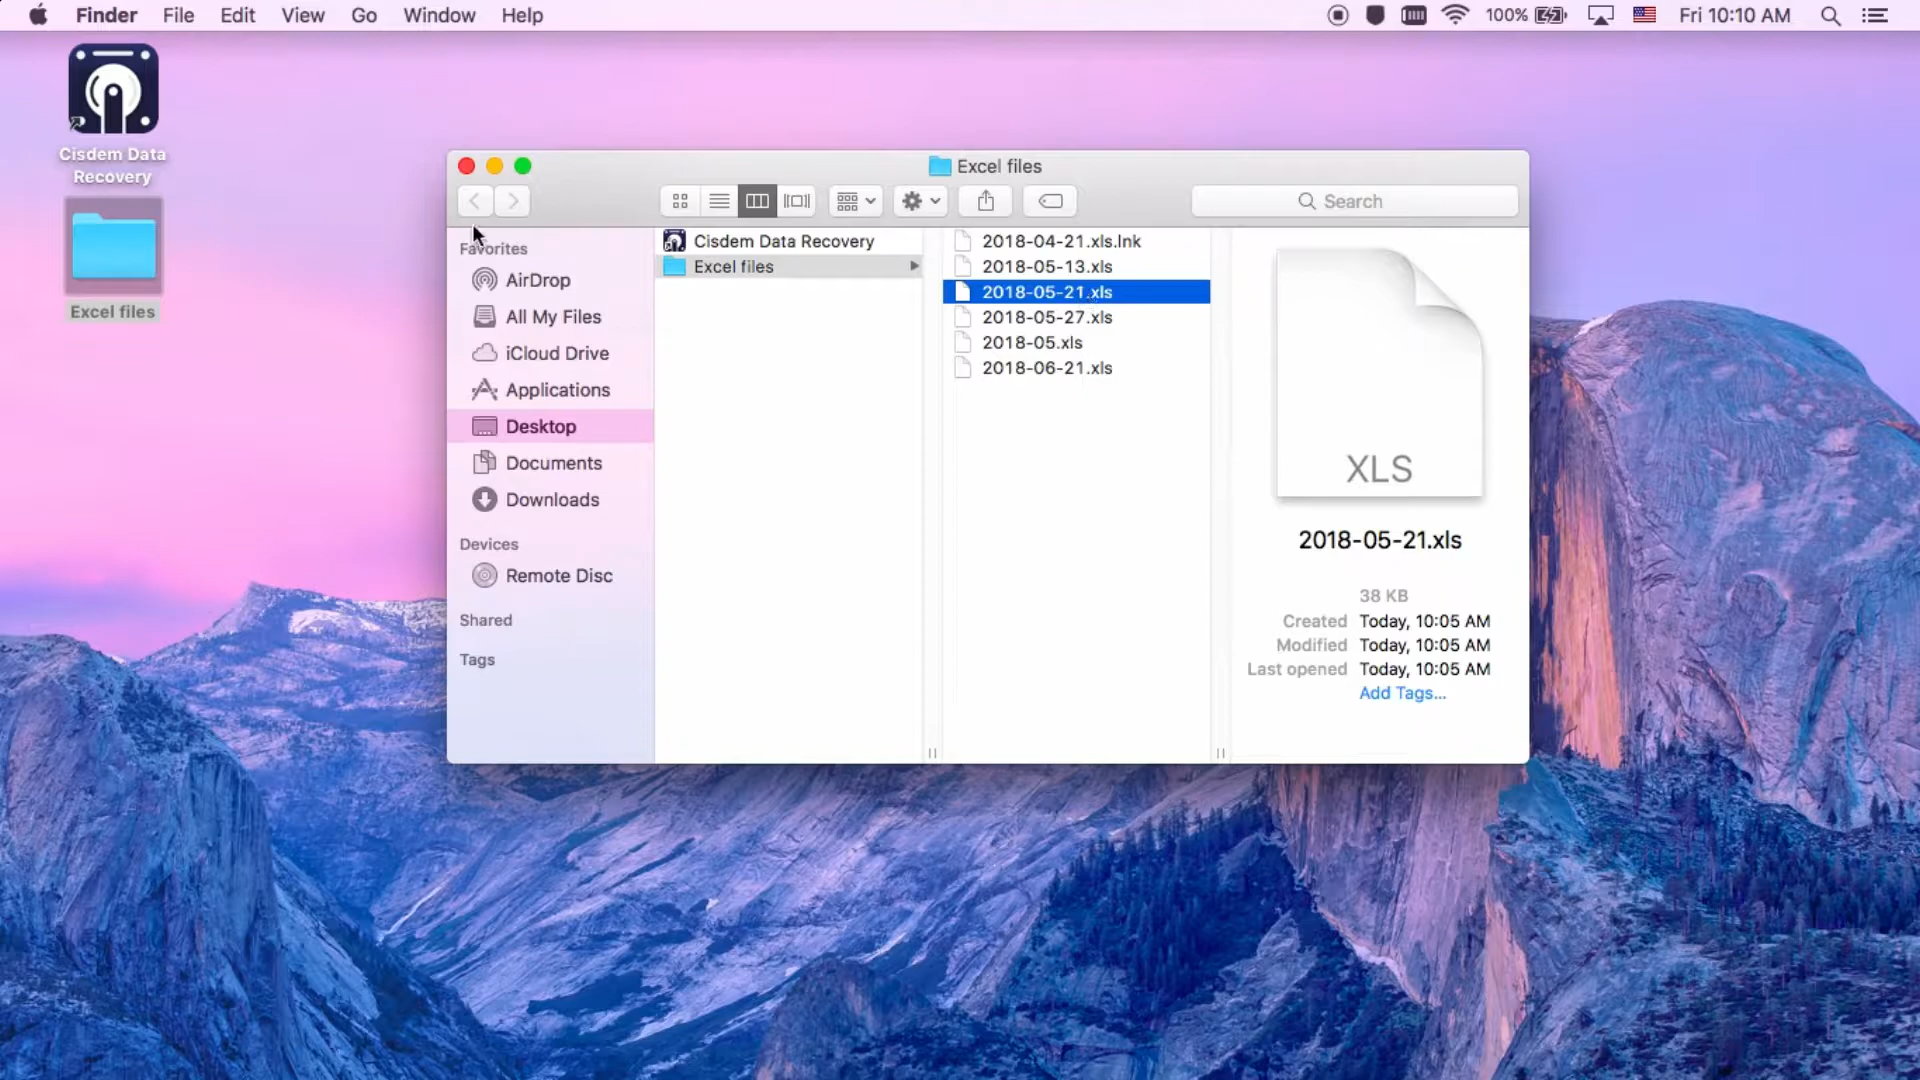 Finder File Edit View Go Window Help 100% Fri 10:10 AM
Cisdem Data
Recovery
Excel files
Excel files
Search
Favorites
AirDrop
All My Files
iCloud Drive
Applications
Desktop
Documents
Downloads
Devices
Remote Disc
Shared
Tags
Cisdem Data Recovery
Excel files
2018-04-21.xls.lnk
2018-05-13.xls
2018-05-21.xls
2018-05-27.xls
2018-05.xls
2018-06-21.xls
XLS
2018-05-21.xls
38 KB
Created Today, 10:05 AM
Modified Today, 10:05 AM
Last opened Today, 10:05 AM
Add Tags...